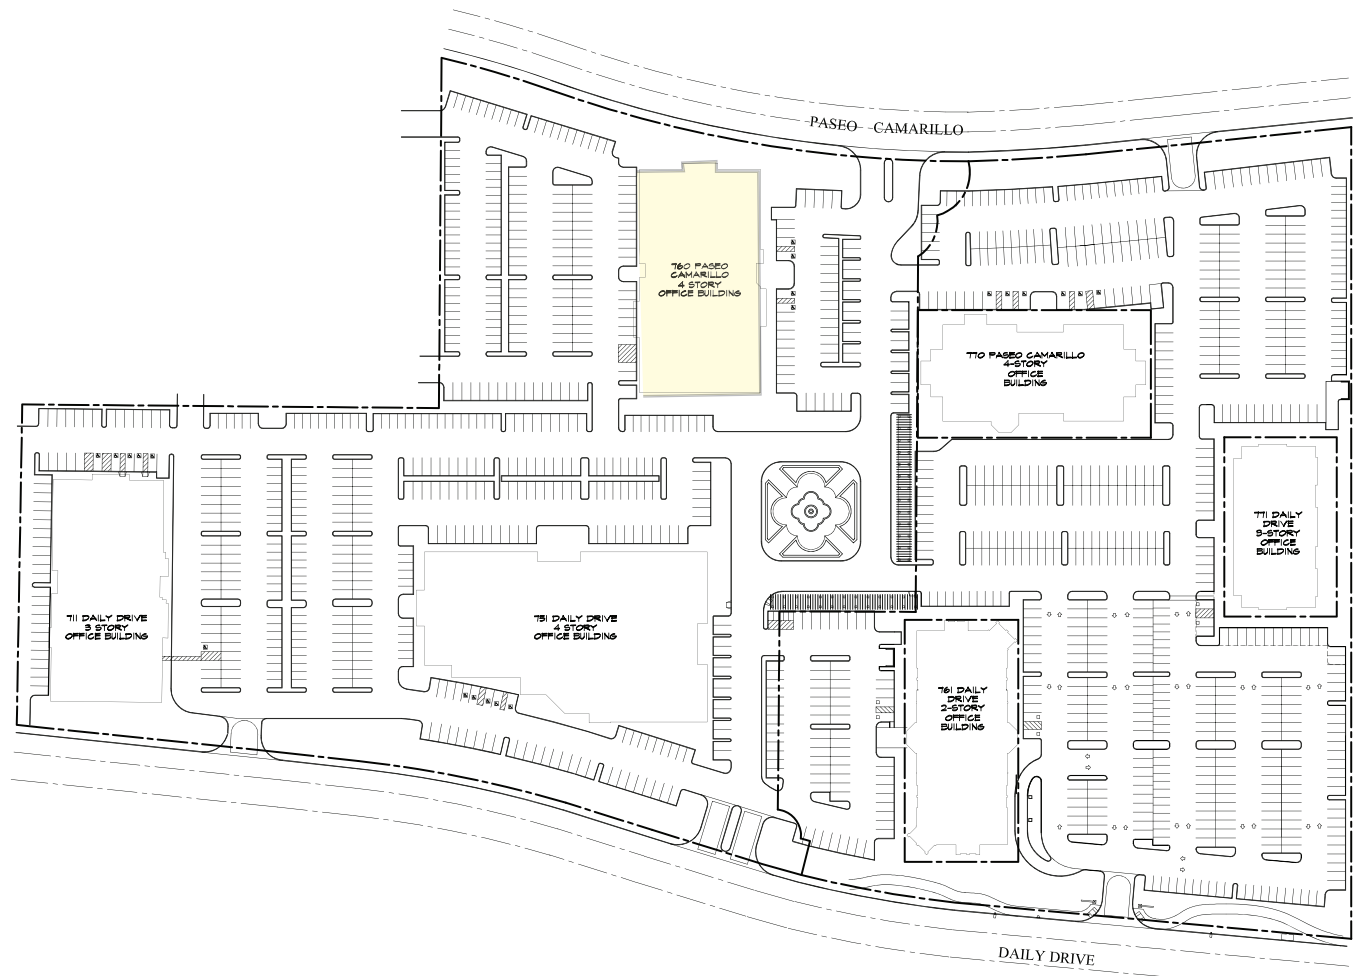 PASEO CAMARILLO
760 PASEO
CAMARILLO
4 STORY
OFFICE BUILDING
770 PASEO CAMARILLO
4-STORY
OFFICE
BUILDING
771 DAILY
DRIVE
3-STORY
OFFICE
BUILDING
711 DAILY DRIVE
3 STORY
OFFICE BUILDING
751 DAILY DRIVE
4 STORY
OFFICE BUILDING
761 DAILY
DRIVE
2-STORY
OFFICE
BUILDING
DAILY DRIVE